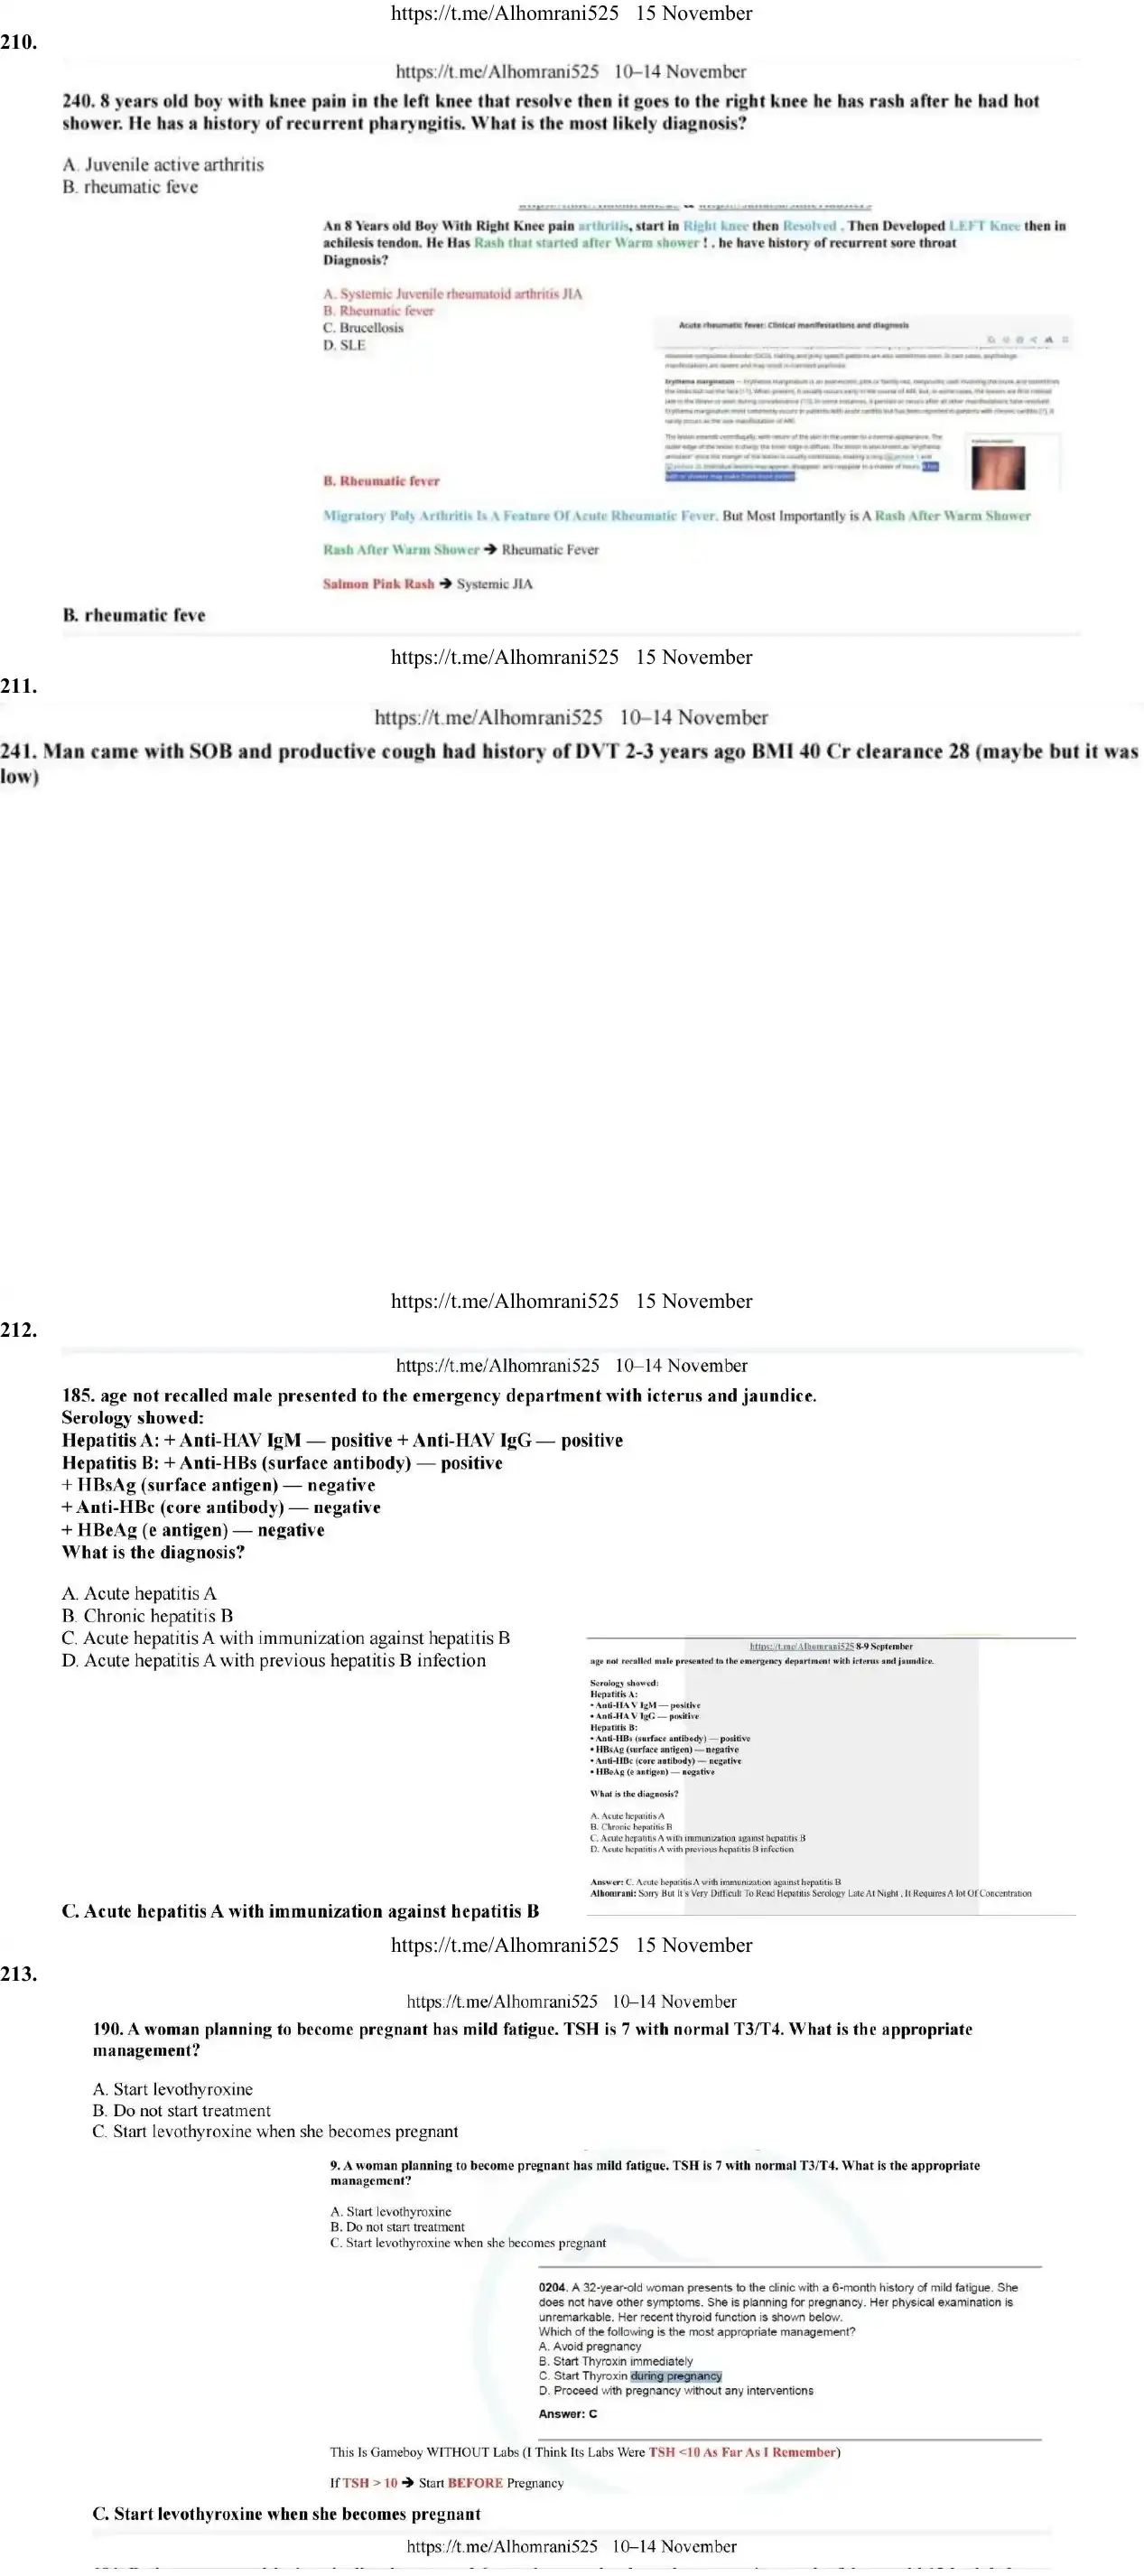 https://t.me/Alhomrani525 15 November
210.
https://t.me/Alhomrani525 10–14 November
240. 8 years old boy with knee pain in the left knee that resolve then it goes to the right knee he has rash after he had hot
shower. He has a history of recurrent pharyngitis. What is the most likely diagnosis?
A. Juvenile active arthritis
B. rheumatic feve
An 8 Years old Boy With Right Knee pain arthritis, start in Right knee then Resolved . Then Developed LEFT Knee then in
achilesis tendon. He Has Rash that started after Warm shower ! . he have history of recurrent sore throat
Diagnosis?
A. Systemic Juvenile rheumatoid arthritis JIA
B. Rheumatic fever
C. Brucellosis
D. SLE
Acute rheumatic fever: Clinical manifestations and diagnosis
B. Rheumatic fever
Migratory Poly Arthritis Is A Feature Of Acute Rheumatic Fever. But Most Importantly is A Rash After Warm Shower
Rash After Warm Shower ➔ Rheumatic Fever
Salmon Pink Rash ➔ Systemic JIA
B. rheumatic feve
https://t.me/Alhomrani525 15 November
211.
https://t.me/Alhomrani525 10–14 November
241. Man came with SOB and productive cough had history of DVT 2-3 years ago BMI 40 Cr clearance 28 (maybe but it was
low)
https://t.me/Alhomrani525 15 November
212.
https://t.me/Alhomrani525 10–14 November
185. age not recalled male presented to the emergency department with icterus and jaundice.
Serology showed:
Hepatitis A: + Anti-HAV IgM — positive + Anti-HAV IgG — positive
Hepatitis B: + Anti-HBs (surface antibody) — positive
+ HBsAg (surface antigen) — negative
+ Anti-HBc (core antibody) — negative
+ HBeAg (e antigen) — negative
What is the diagnosis?
A. Acute hepatitis A
B. Chronic hepatitis B
C. Acute hepatitis A with immunization against hepatitis B
D. Acute hepatitis A with previous hepatitis B infection
https://t.me/Alhomrani525 8-9 September
age not recalled male presented to the emergency department with icterus and jaundice.
Serology showed:
Hepatitis A:
• Anti-HAV IgM — positive
• Anti-HAV IgG — positive
Hepatitis B:
• Anti-HBs (surface antibody) — positive
• HBsAg (surface antigen) — negative
• Anti-HBc (core antibody) — negative
• HBeAg (e antigen) — negative
What is the diagnosis?
A. Acute hepatitis A
B. Chronic hepatitis B
C. Acute hepatitis A with immunization against hepatitis B
D. Acute hepatitis A with previous hepatitis B infection
Answer: C. Acute hepatitis A with immunization against hepatitis B
Alhomrani: Sorry But It's Very Difficult To Read Hepatitis Serology Late At Night , It Requires A lot Of Concentration
C. Acute hepatitis A with immunization against hepatitis B
https://t.me/Alhomrani525 15 November
213.
https://t.me/Alhomrani525 10–14 November
190. A woman planning to become pregnant has mild fatigue. TSH is 7 with normal T3/T4. What is the appropriate
management?
A. Start levothyroxine
B. Do not start treatment
C. Start levothyroxine when she becomes pregnant
9. A woman planning to become pregnant has mild fatigue. TSH is 7 with normal T3/T4. What is the appropriate
management?
A. Start levothyroxine
B. Do not start treatment
C. Start levothyroxine when she becomes pregnant
0204. A 32-year-old woman presents to the clinic with a 6-month history of mild fatigue. She
does not have other symptoms. She is planning for pregnancy. Her physical examination is
unremarkable. Her recent thyroid function is shown below.
Which of the following is the most appropriate management?
A. Avoid pregnancy
B. Start Thyroxin immediately
C. Start Thyroxin during pregnancy
D. Proceed with pregnancy without any interventions
Answer: C
This Is Gameboy WITHOUT Labs (I Think Its Labs Were TSH <10 As Far As I Remember)
If TSH > 10 ➔ Start BEFORE Pregnancy
C. Start levothyroxine when she becomes pregnant
https://t.me/Alhomrani525 10–14 November